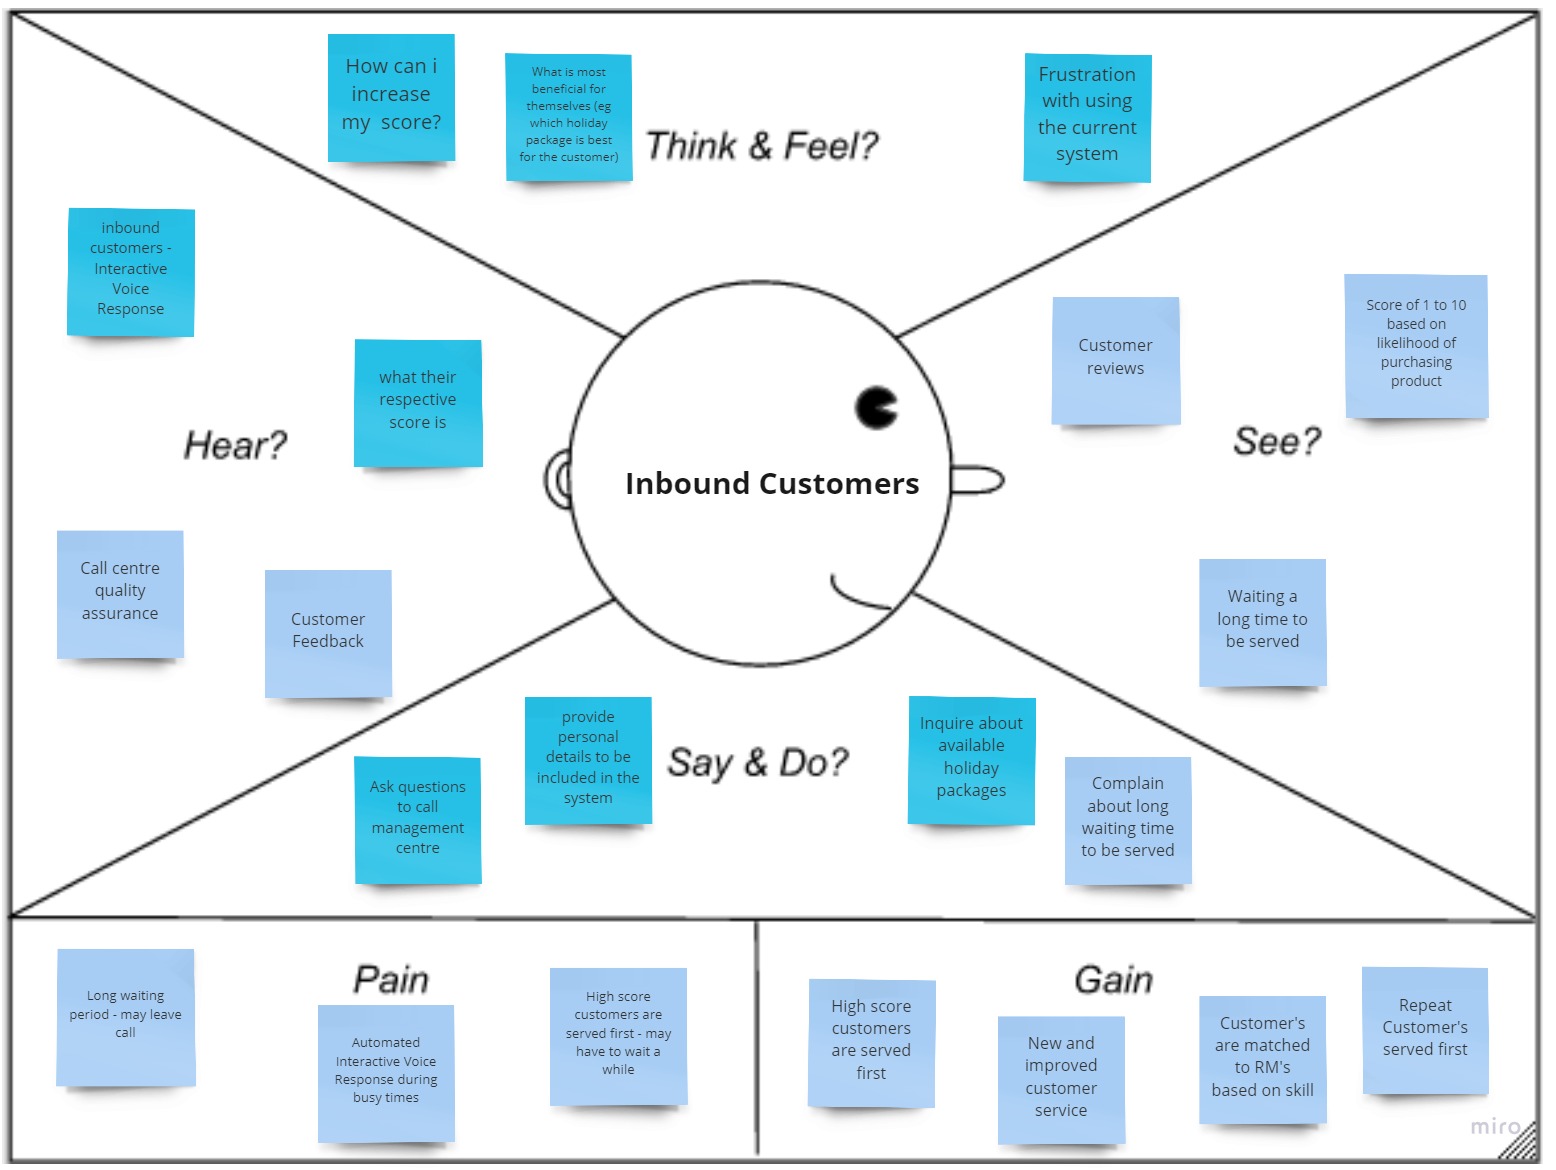 How can i
increase
my score?
What is most
beneficial for
themselves (eg
which holiday
package is best
for the customer)
Think & Feel?
Frustration
with using
the current
system
inbound
customers -
Interactive
Voice
Response
what their
respective
score is
Hear?
Call centre
quality
assurance
Customer
Feedback
Inbound Customers
Customer
reviews
Score of 1 to 10
based on
likelihood of
purchasing
product
See?
Waiting a
long time to
be served
Ask questions
to call
management
centre
provide
personal
details to be
included in the
system
Say & Do?
Inquire about
available
holiday
packages
Complain
about long
waiting time
to be served
Pain
Long waiting
period - may leave
call
Automated
Interactive Voice
Response during
busy times
High score
customers are
served first - may
have to wait a
while
Gain
High score
customers
are served
first
New and
improved
customer
service
Customer's
are matched
to RM's
based on skill
Repeat
Customer's
served first
miro